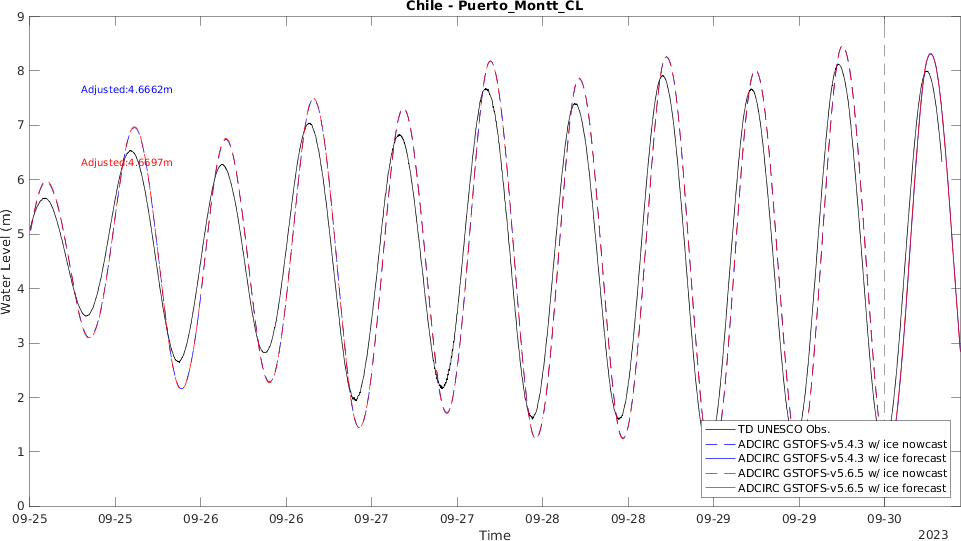 Chile - Puerto_Montt_CL
9
8
7
6
5
4
3
2
1
0
Water Level (m)
Adjusted:4.6662m
Adjusted:4.6697m
TD UNESCO Obs.
ADCIRC GSTOFS-v5.4.3 w/ ice nowcast
ADCIRC GSTOFS-v5.4.3 w/ ice forecast
ADCIRC GSTOFS-v5.6.5 w/ ice nowcast
ADCIRC GSTOFS-v5.6.5 w/ ice forecast
09-25 09-25 09-26 09-26 09-27 09-27 09-28 09-28 09-29 09-29 09-30
Time
2023